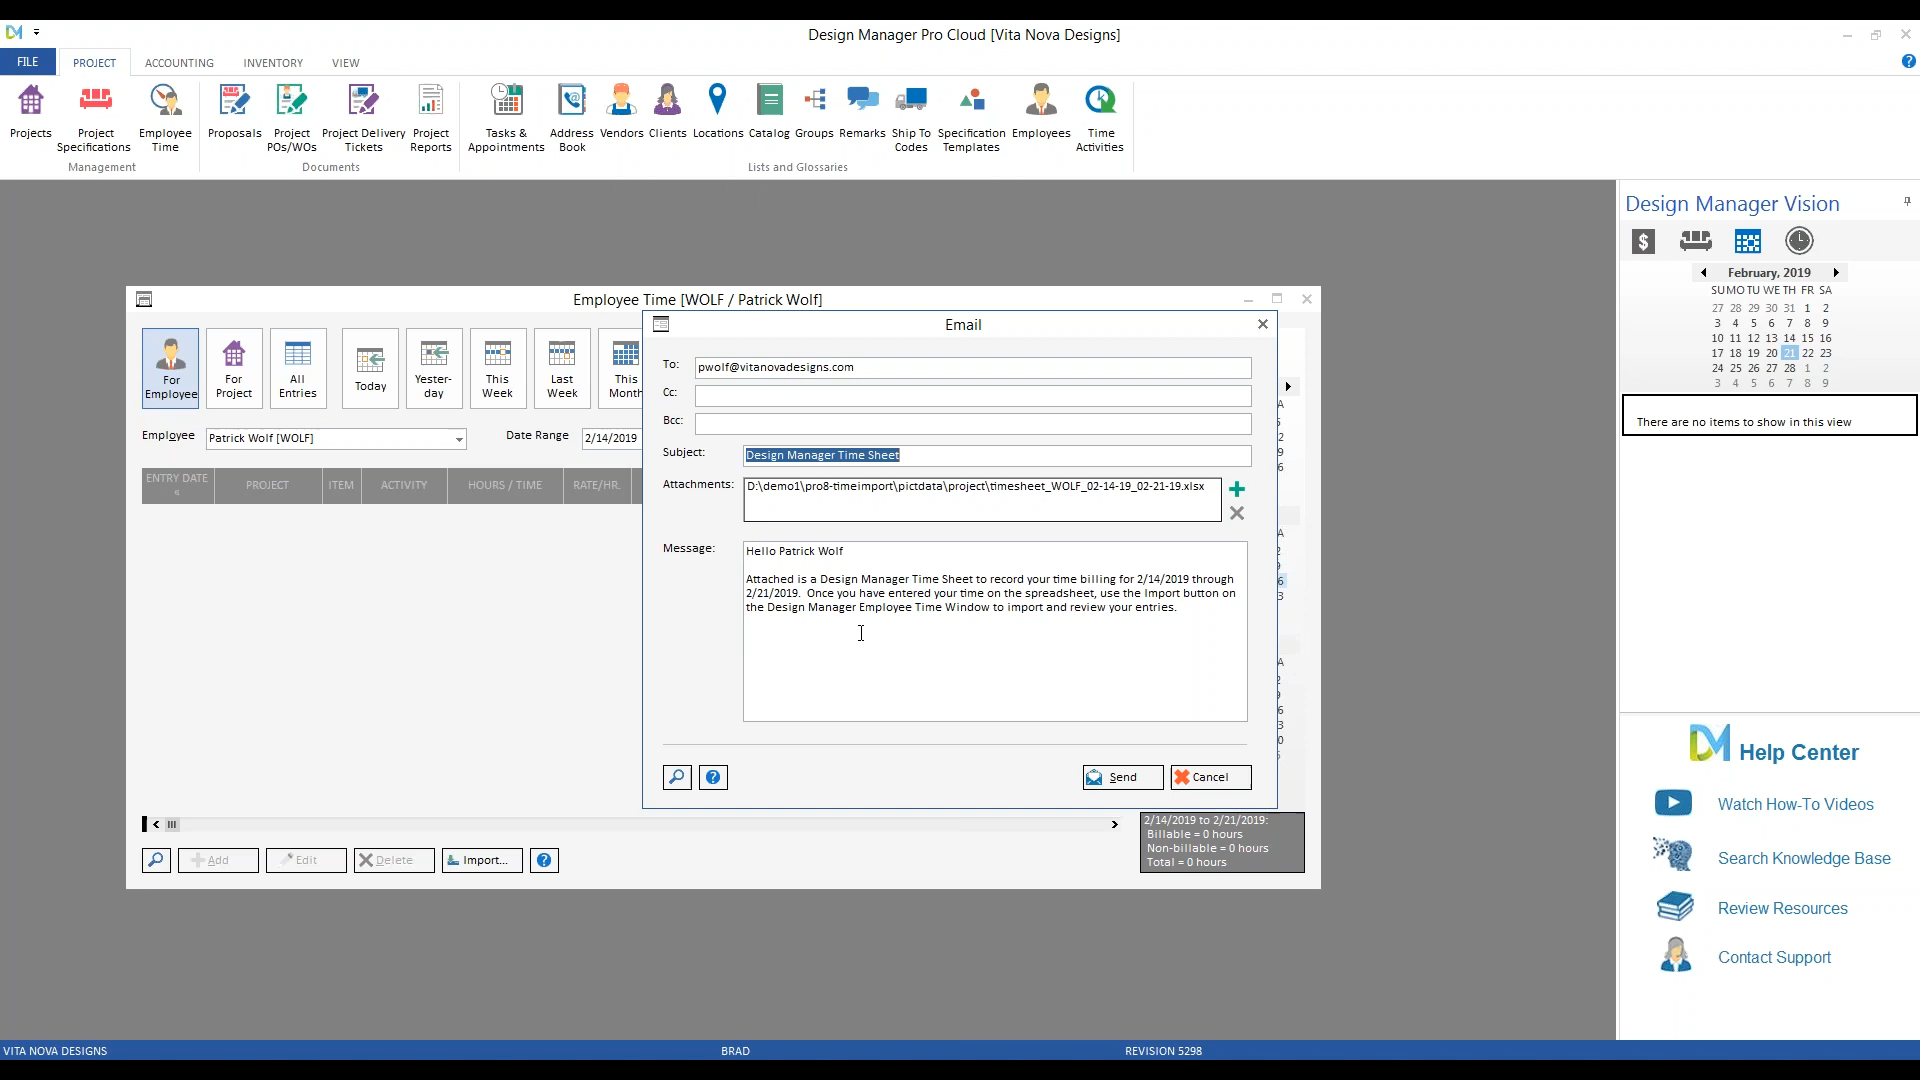 Design Manager Pro Cloud [Vita Nova Designs]
FILE
PROJECT
ACCOUNTING
INVENTORY
VIEW
?
Projects
Project
Specifications
Employee
Time
Management
Proposals
Project
POs/WOs
Project Delivery
Tickets
Project
Reports
Documents
Tasks &
Appointments
Address
Book
Vendors
Clients
Locations
Catalog
Groups
Remarks
Ship To
Codes
Specification
Templates
Employees
Time
Activities
Lists and Glossaries
Employee Time [WOLF / Patrick Wolf]
For
Employee
For
Project
All
Entries
Today
Yester-
day
This
Week
Last
Week
This
Month
Employee
Patrick Wolf [WOLF]
Date Range
2/14/2019
ENTRY DATE
PROJECT
ITEM
ACTIVITY
HOURS / TIME
RATE/HR.
Email
To:
pwolf@vitanovadesigns.com
Cc:
Bcc:
Subject:
Design Manager Time Sheet
Attachments:
D:\demo1\pro8-timeimport\pictdata\project\timesheet_WOLF_02-14-19_02-21-19.xlsx
Message:
Hello Patrick Wolf
Attached is a Design Manager Time Sheet to record your time billing for 2/14/2019 through
2/21/2019.  Once you have entered your time on the spreadsheet, use the Import button on
the Design Manager Employee Time Window to import and review your entries.
?
Send
Cancel
Add
Edit
Delete
Import...
?
2/14/2019 to 2/21/2019:
Billable = 0 hours
Non-billable = 0 hours
Total = 0 hours
Design Manager Vision
$
February, 2019
SU MO TU WE TH FR SA
27 28 29 30 31 1 2
3 4 5 6 7 8 9
10 11 12 13 14 15 16
17 18 19 20 21 22 23
24 25 26 27 28 1 2
3 4 5 6 7 8 9
There are no items to show in this view
DM Help Center
Watch How-To Videos
Search Knowledge Base
Review Resources
Contact Support
VITA NOVA DESIGNS
BRAD
REVISION 5298